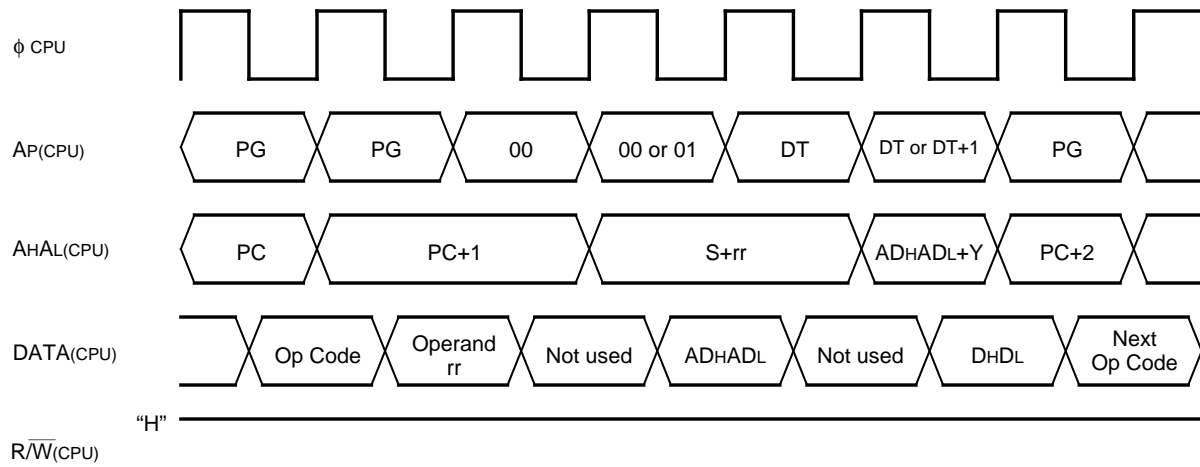 ϕ CPU
AP(CPU) PG PG 00 00 or 01 DT DT or DT+1 PG
AHAL(CPU) PC PC+1 S+rr ADHADL+Y PC+2
DATA(CPU) Op Code Operand rr Not used ADHADL Not used DHDL Next Op Code
“H”
R/W̅(CPU)